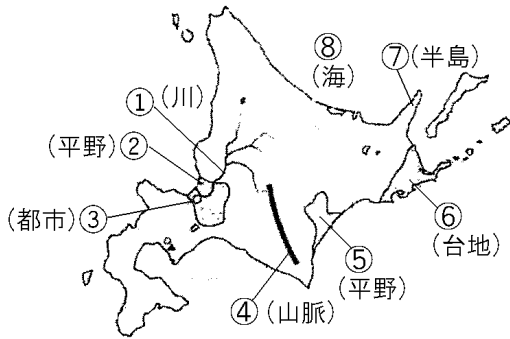 ⑧
(海)
⑦(半島)
①(川)
(平野)②
(都市)③
⑥
(台地)
⑤
(平野)
④(山脈)